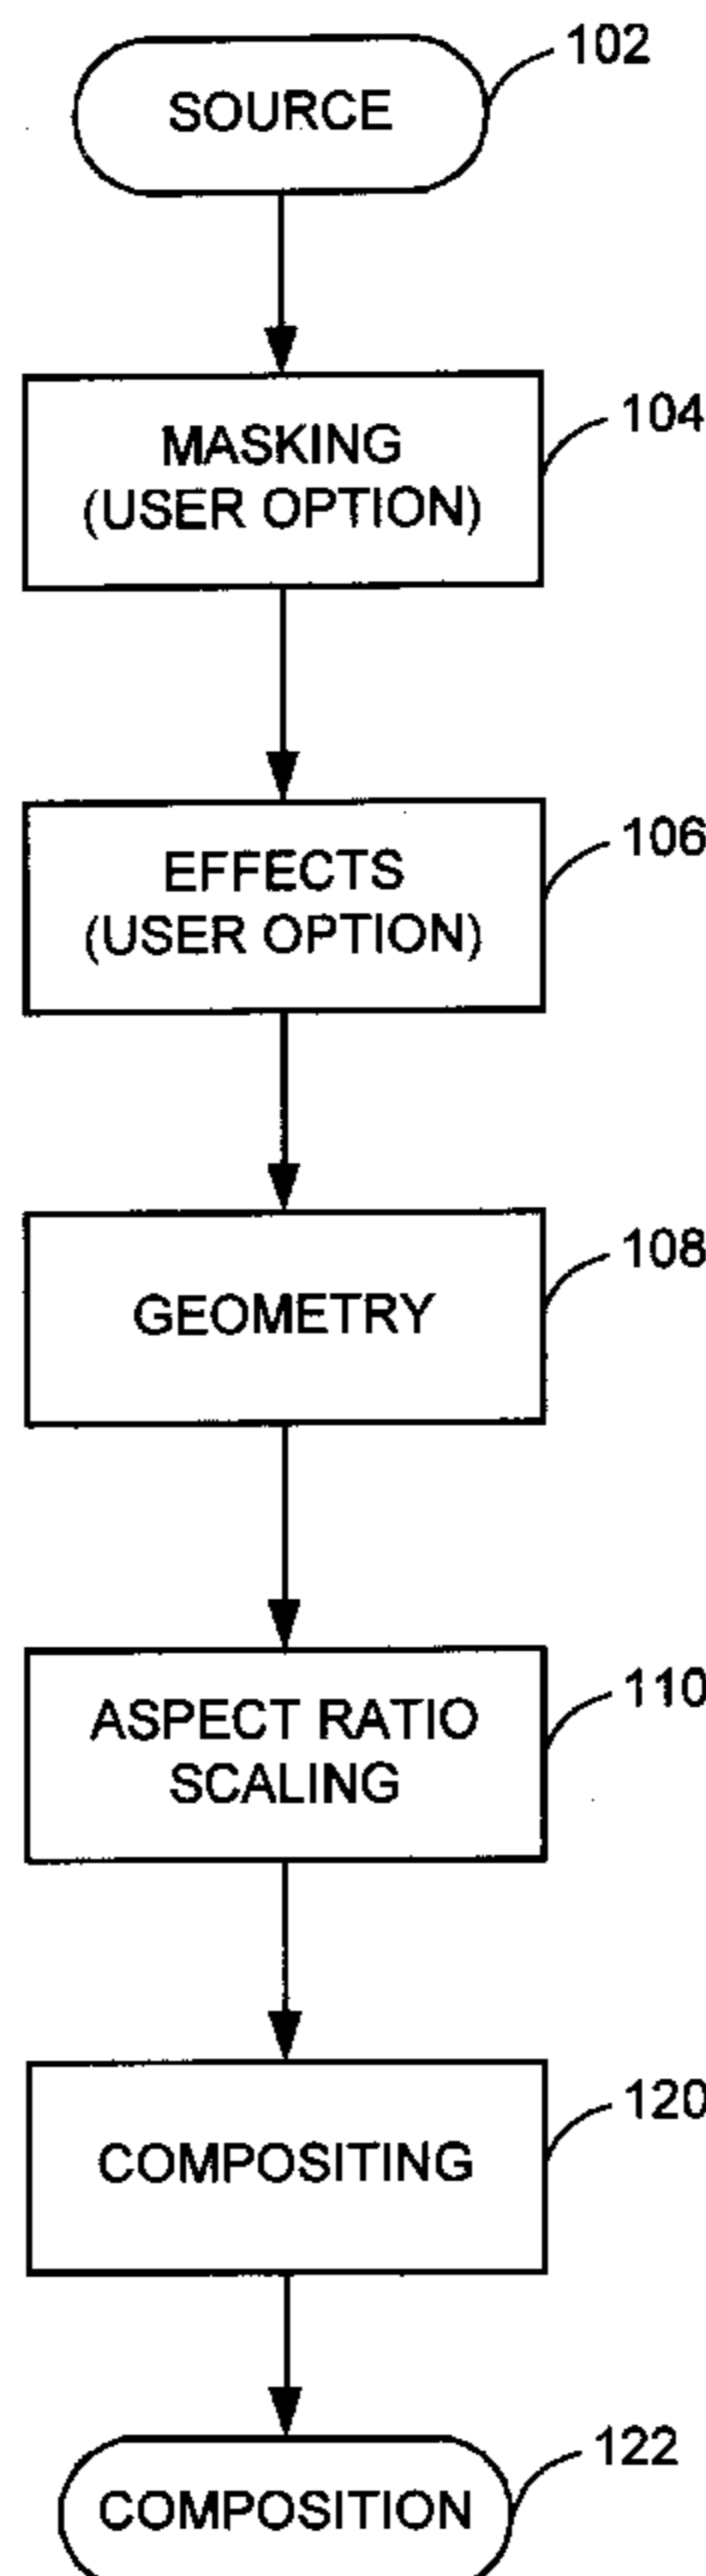 102
SOURCE
104
MASKING
(USER OPTION)
106
EFFECTS
(USER OPTION)
108
GEOMETRY
110
ASPECT RATIO
SCALING
120
COMPOSITING
122
COMPOSITION